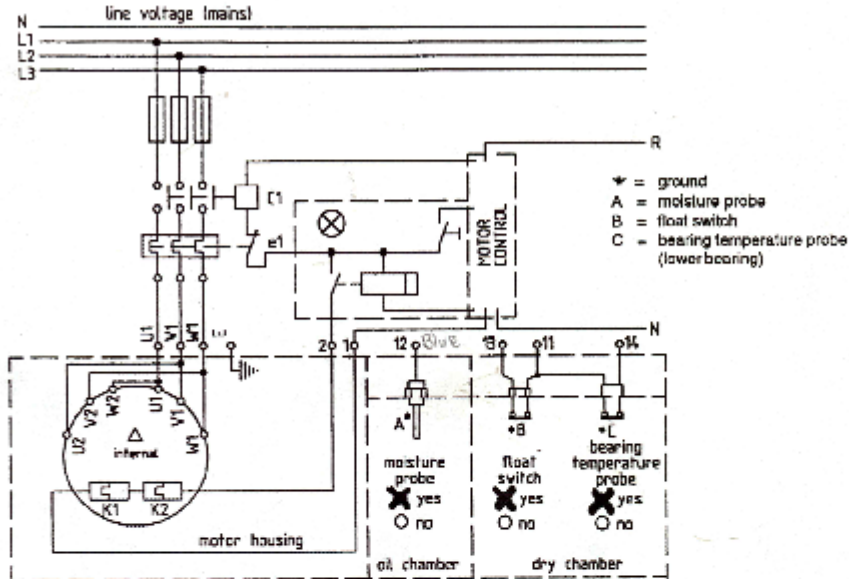 line voltage (mains)
N
L1
L2
L3
R
C1
e1
MOTOR CONTROL
* = ground
A = moisture probe
B = float switch
C = bearing temperature probe
(lower bearing)
N
U1
V1
W1
E
2
1
12
Blue
13
11
14
U2
V2
W2
U1
V1
W1
Δ
internal
K1
K2
motor housing
A*
moisture
probe
yes
no
oil chamber
*B
float
switch
yes
no
*C
bearing
temperature
probe
yes
no
dry chamber